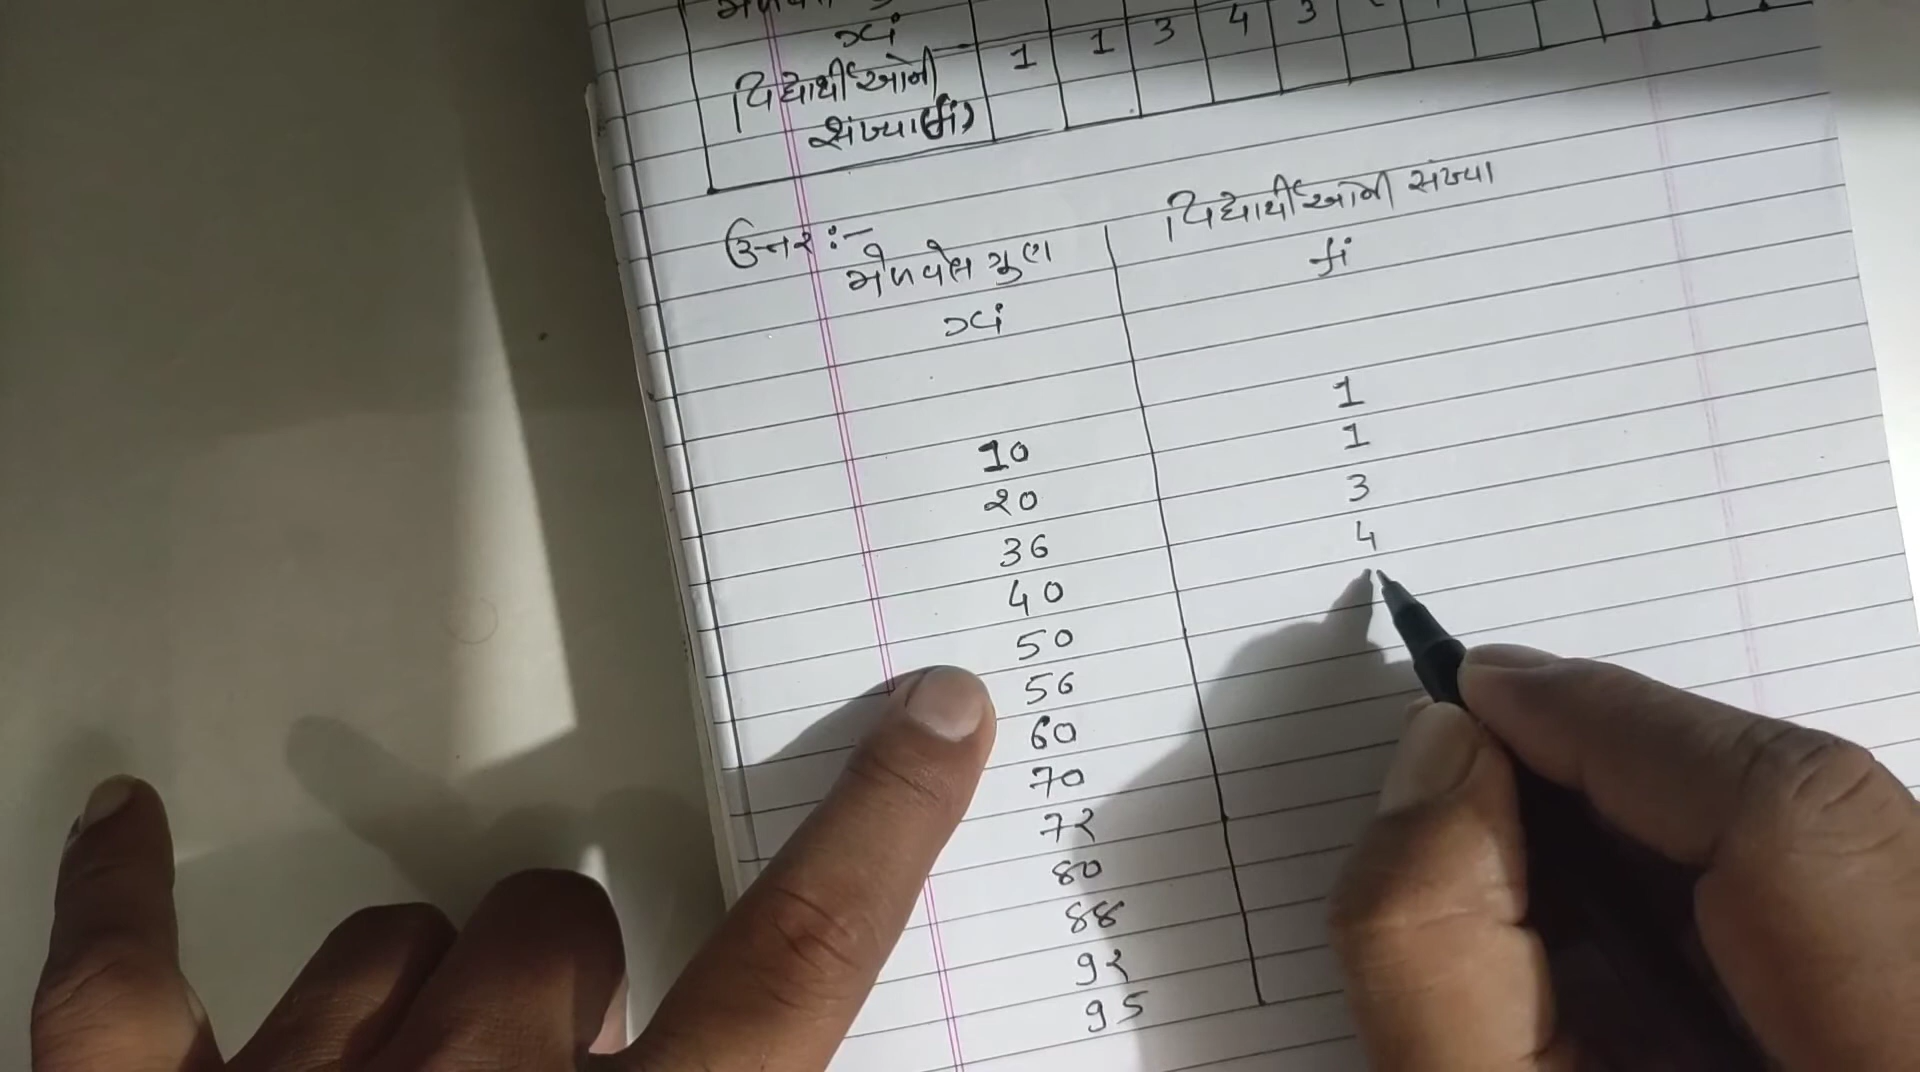 xi
વિદ્યાર્થીઓની 1 1 3 4 3
સંખ્યા (fi)
ઉત્તર :-
મેળવેલ ગુણ વિદ્યાર્થીઓની સંખ્યા
xi fi
10 1
20 1
36 3
40 4
50
56
60
70
72
80
88
92
95